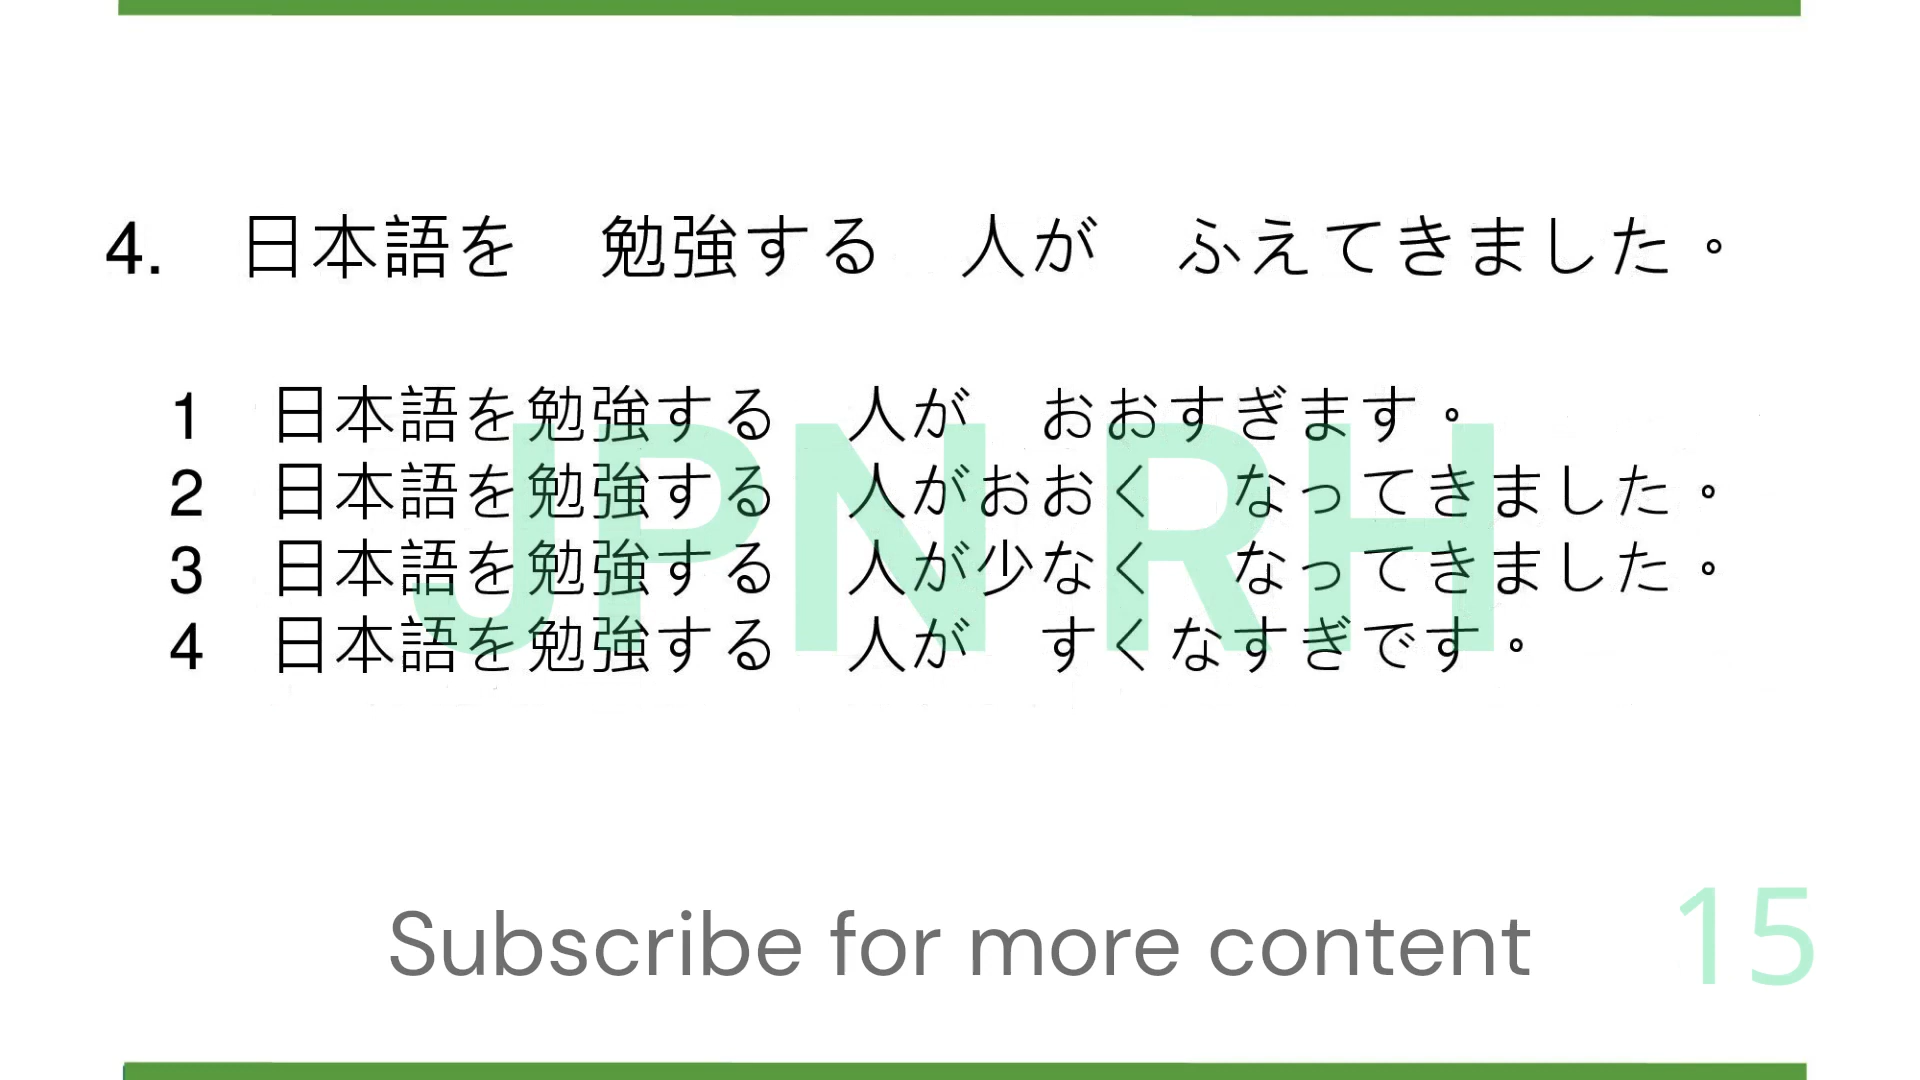 4. 日本語を　勉強する　人が　ふえてきました。
1 日本語を勉強する　人が　おおすぎます。
2 日本語を勉強する　人がおおく　なってきました。
3 日本語を勉強する　人が少なく　なってきました。
4 日本語を勉強する　人が　すくなすぎです。
JPN RH
Subscribe for more content
15